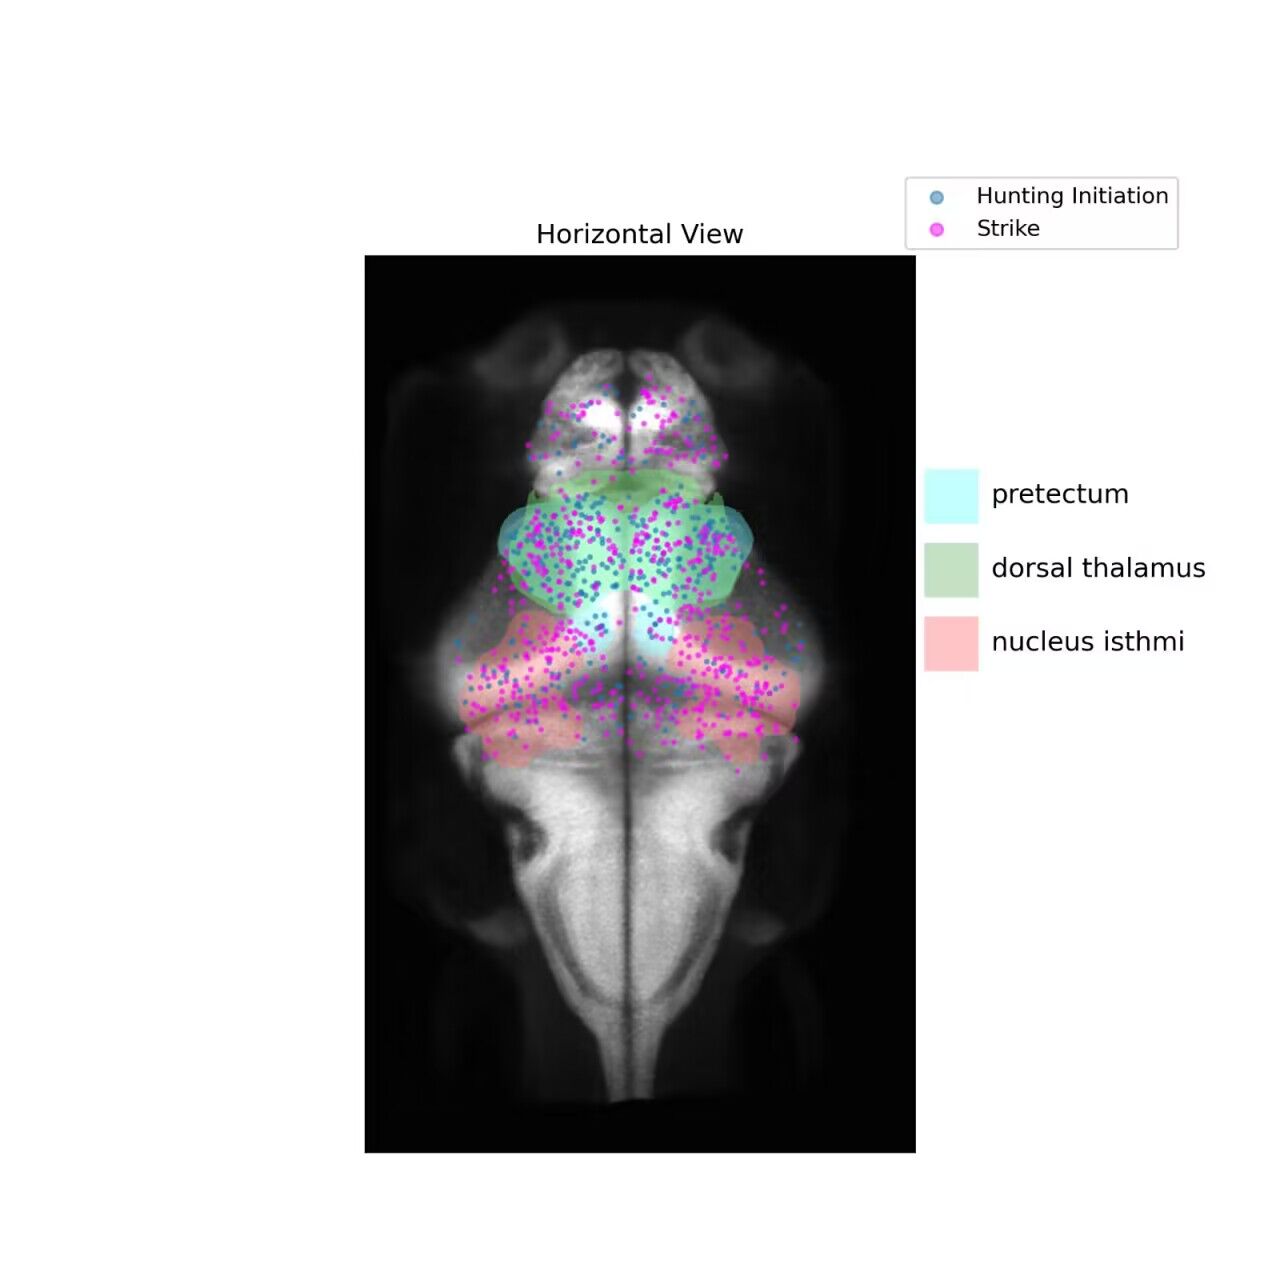 Hunting Initiation
Strike
Horizontal View
pretectum
dorsal thalamus
nucleus isthmi